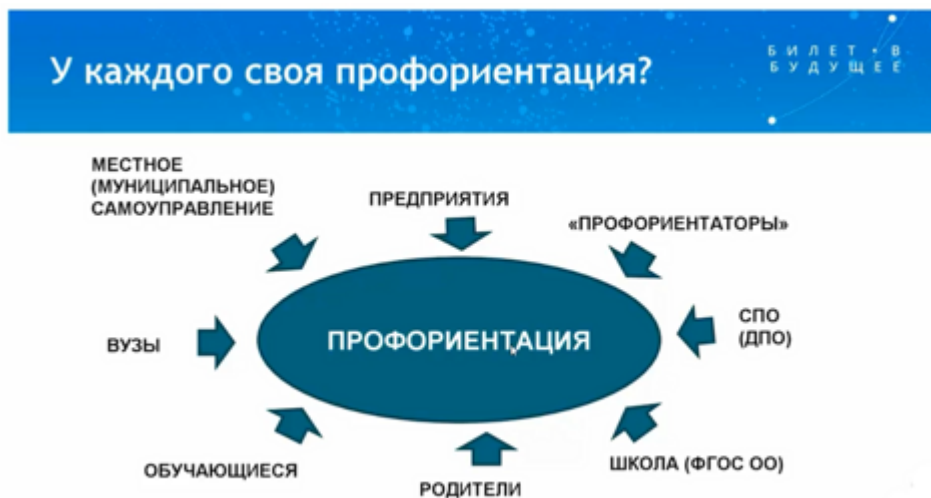 У каждого своя профориентация?
БИЛЕТ • В
БУДУЩЕЕ
МЕСТНОЕ
(МУНИЦИПАЛЬНОЕ)
САМОУПРАВЛЕНИЕ
ПРЕДПРИЯТИЯ
«ПРОФОРИЕНТАТОРЫ»
ВУЗЫ
ПРОФОРИЕНТАЦИЯ
СПО
(ДПО)
ОБУЧАЮЩИЕСЯ
РОДИТЕЛИ
ШКОЛА (ФГОС ОО)